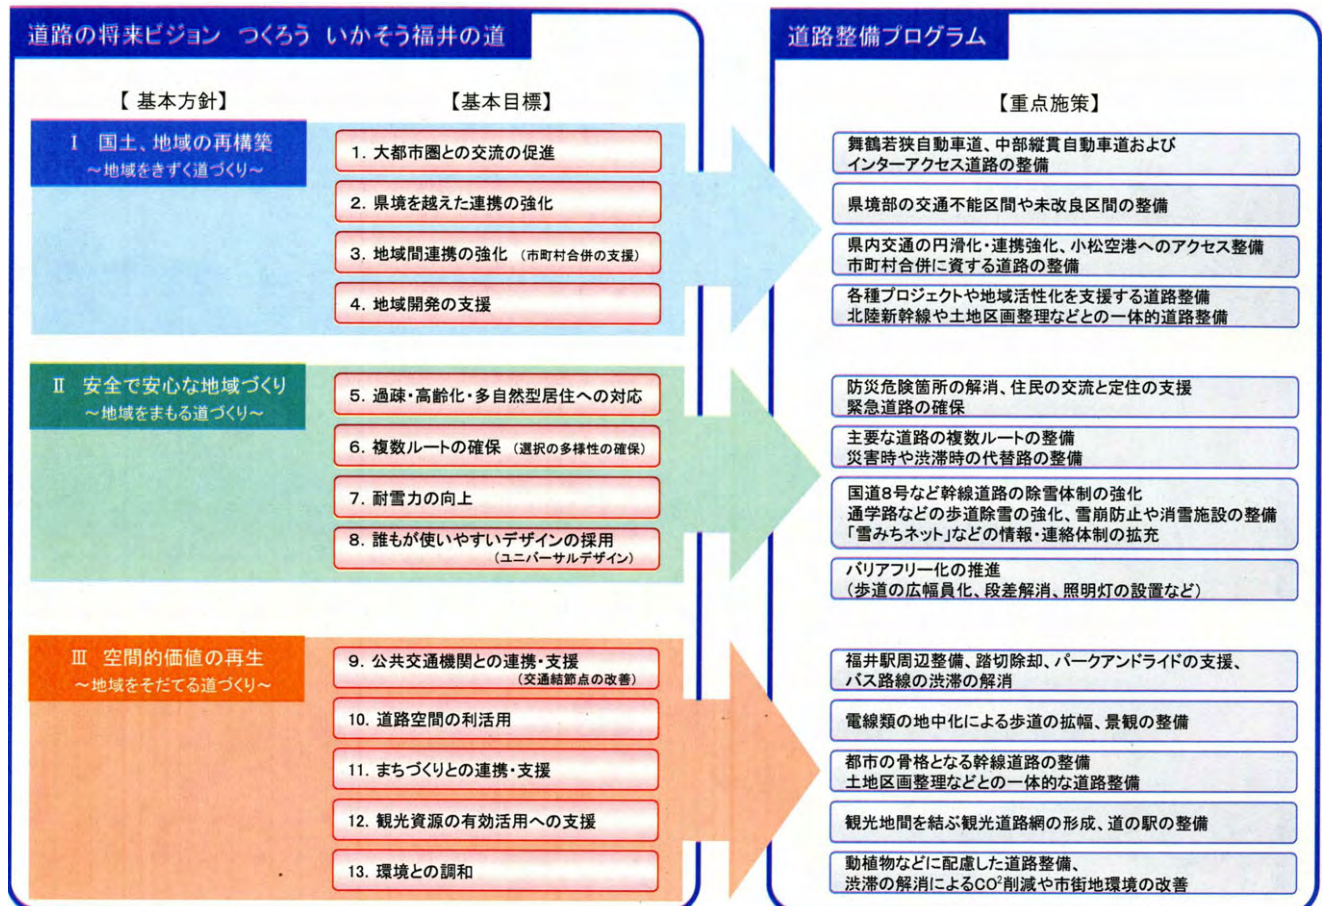 道路の将来ビジョン つくろう いかそう福井の道
【 基本方針】
【基本目標】
Ⅰ 国土、地域の再構築
~地域をきずく道づくり~
1. 大都市圏との交流の促進
2. 県境を越えた連携の強化
3. 地域間連携の強化 (市町村合併の支援)
4. 地域開発の支援
Ⅱ 安全で安心な地域づくり
~地域をまもる道づくり~
5. 過疎・高齢化・多自然型居住への対応
6. 複数ルートの確保 (選択の多様性の確保)
7. 耐雪力の向上
8. 誰もが使いやすいデザインの採用
(ユニバーサルデザイン)
Ⅲ 空間的価値の再生
~地域をそだてる道づくり~
9. 公共交通機関との連携・支援
(交通結節点の改善)
10. 道路空間の利活用
11. まちづくりとの連携・支援
12. 観光資源の有効活用への支援
13. 環境との調和
道路整備プログラム
【重点施策】
舞鶴若狭自動車道、中部縦貫自動車道および
インターアクセス道路の整備
県境部の交通不能区間や未改良区間の整備
県内交通の円滑化・連携強化、小松空港へのアクセス整備
市町村合併に資する道路の整備
各種プロジェクトや地域活性化を支援する道路整備
北陸新幹線や土地区画整理などとの一体的道路整備
防災危険箇所の解消、住民の交流と定住の支援
緊急道路の確保
主要な道路の複数ルートの整備
災害時や渋滞時の代替路の整備
国道8号など幹線道路の除雪体制の強化
通学路などの歩道除雪の強化、雪崩防止や消雪施設の整備
「雪みちネット」などの情報・連絡体制の拡充
バリアフリー化の推進
(歩道の広幅員化、段差解消、照明灯の設置など)
福井駅周辺整備、踏切除却、パークアンドライドの支援、
バス路線の渋滞の解消
電線類の地中化による歩道の拡幅、景観の整備
都市の骨格となる幹線道路の整備
土地区画整理などとの一体的な道路整備
観光地間を結ぶ観光道路網の形成、道の駅の整備
動植物などに配慮した道路整備、
渋滞の解消によるCO²削減や市街地環境の改善